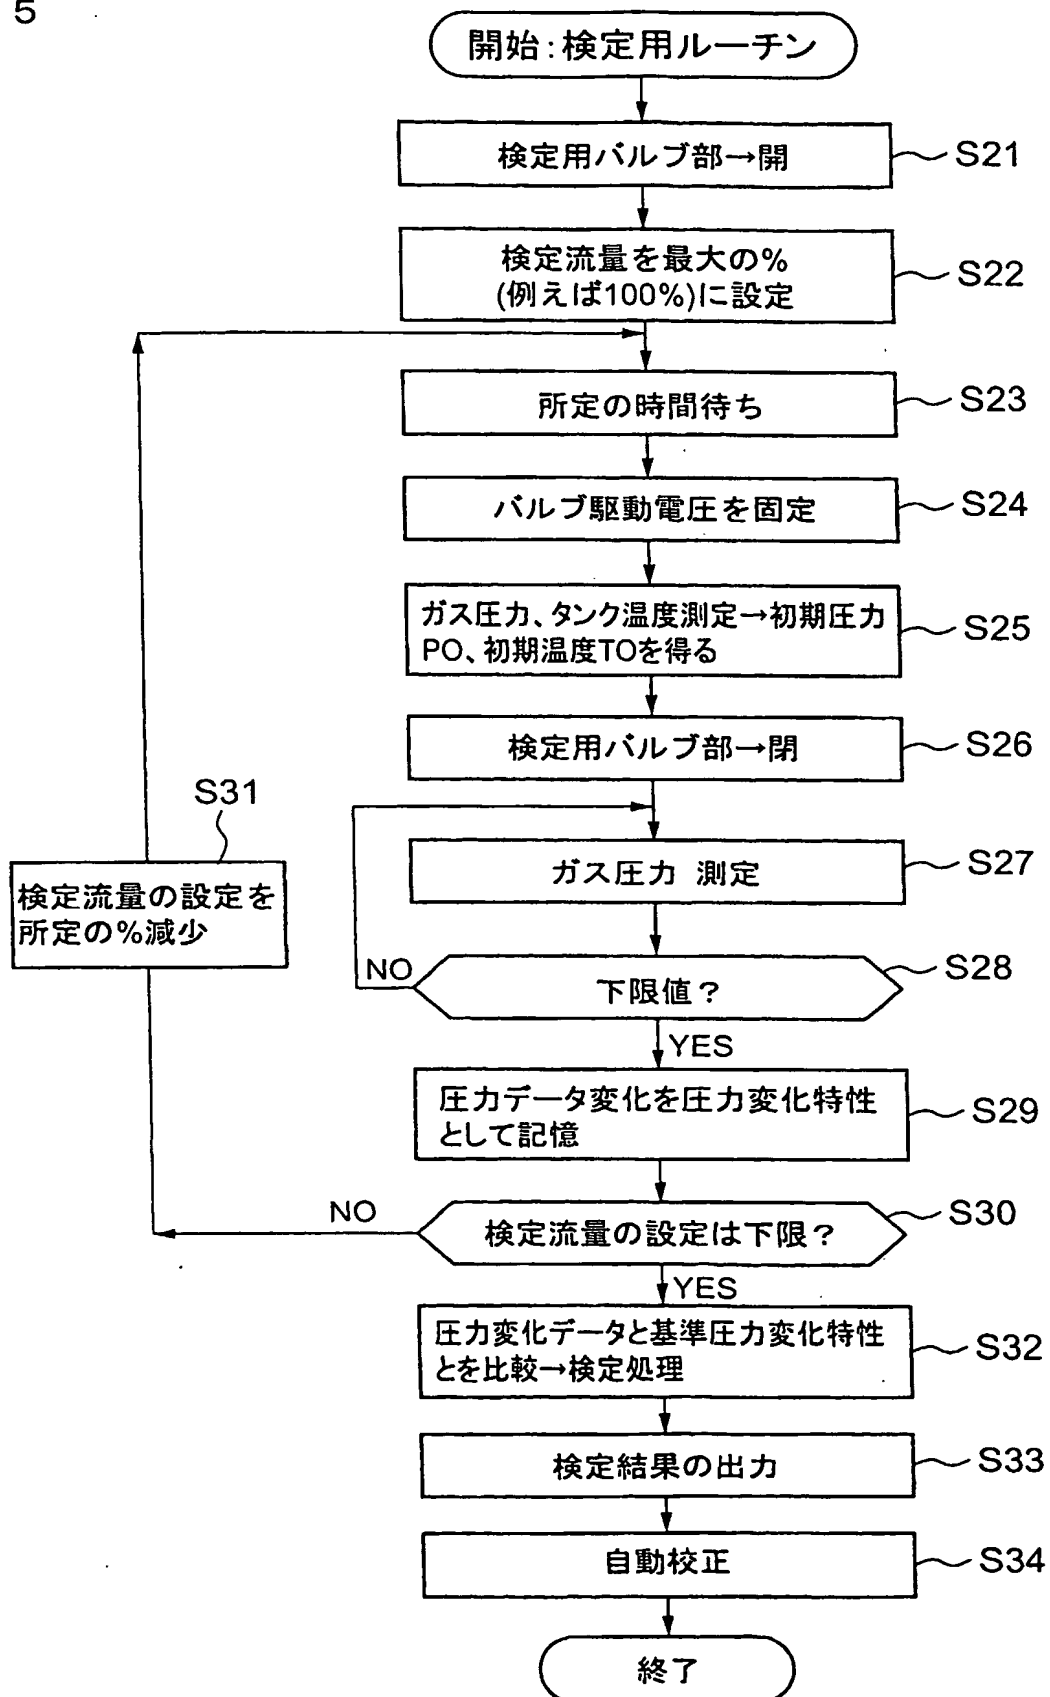 5
開始:検定用ルーチン
検定用バルブ部→開
S21
検定流量を最大の%
(例えば100%)に設定
S22
所定の時間待ち
S23
バルブ駆動電圧を固定
S24
ガス圧力、タンク温度測定→初期圧力
PO、初期温度TOを得る
S25
検定用バルブ部→閉
S26
S31
検定流量の設定を
所定の%減少
ガス圧力 測定
S27
NO
下限値?
S28
YES
圧力データ変化を圧力変化特性
として記憶
S29
NO
検定流量の設定は下限?
S30
YES
圧力変化データと基準圧力変化特性
とを比較→検定処理
S32
検定結果の出力
S33
自動校正
S34
終了